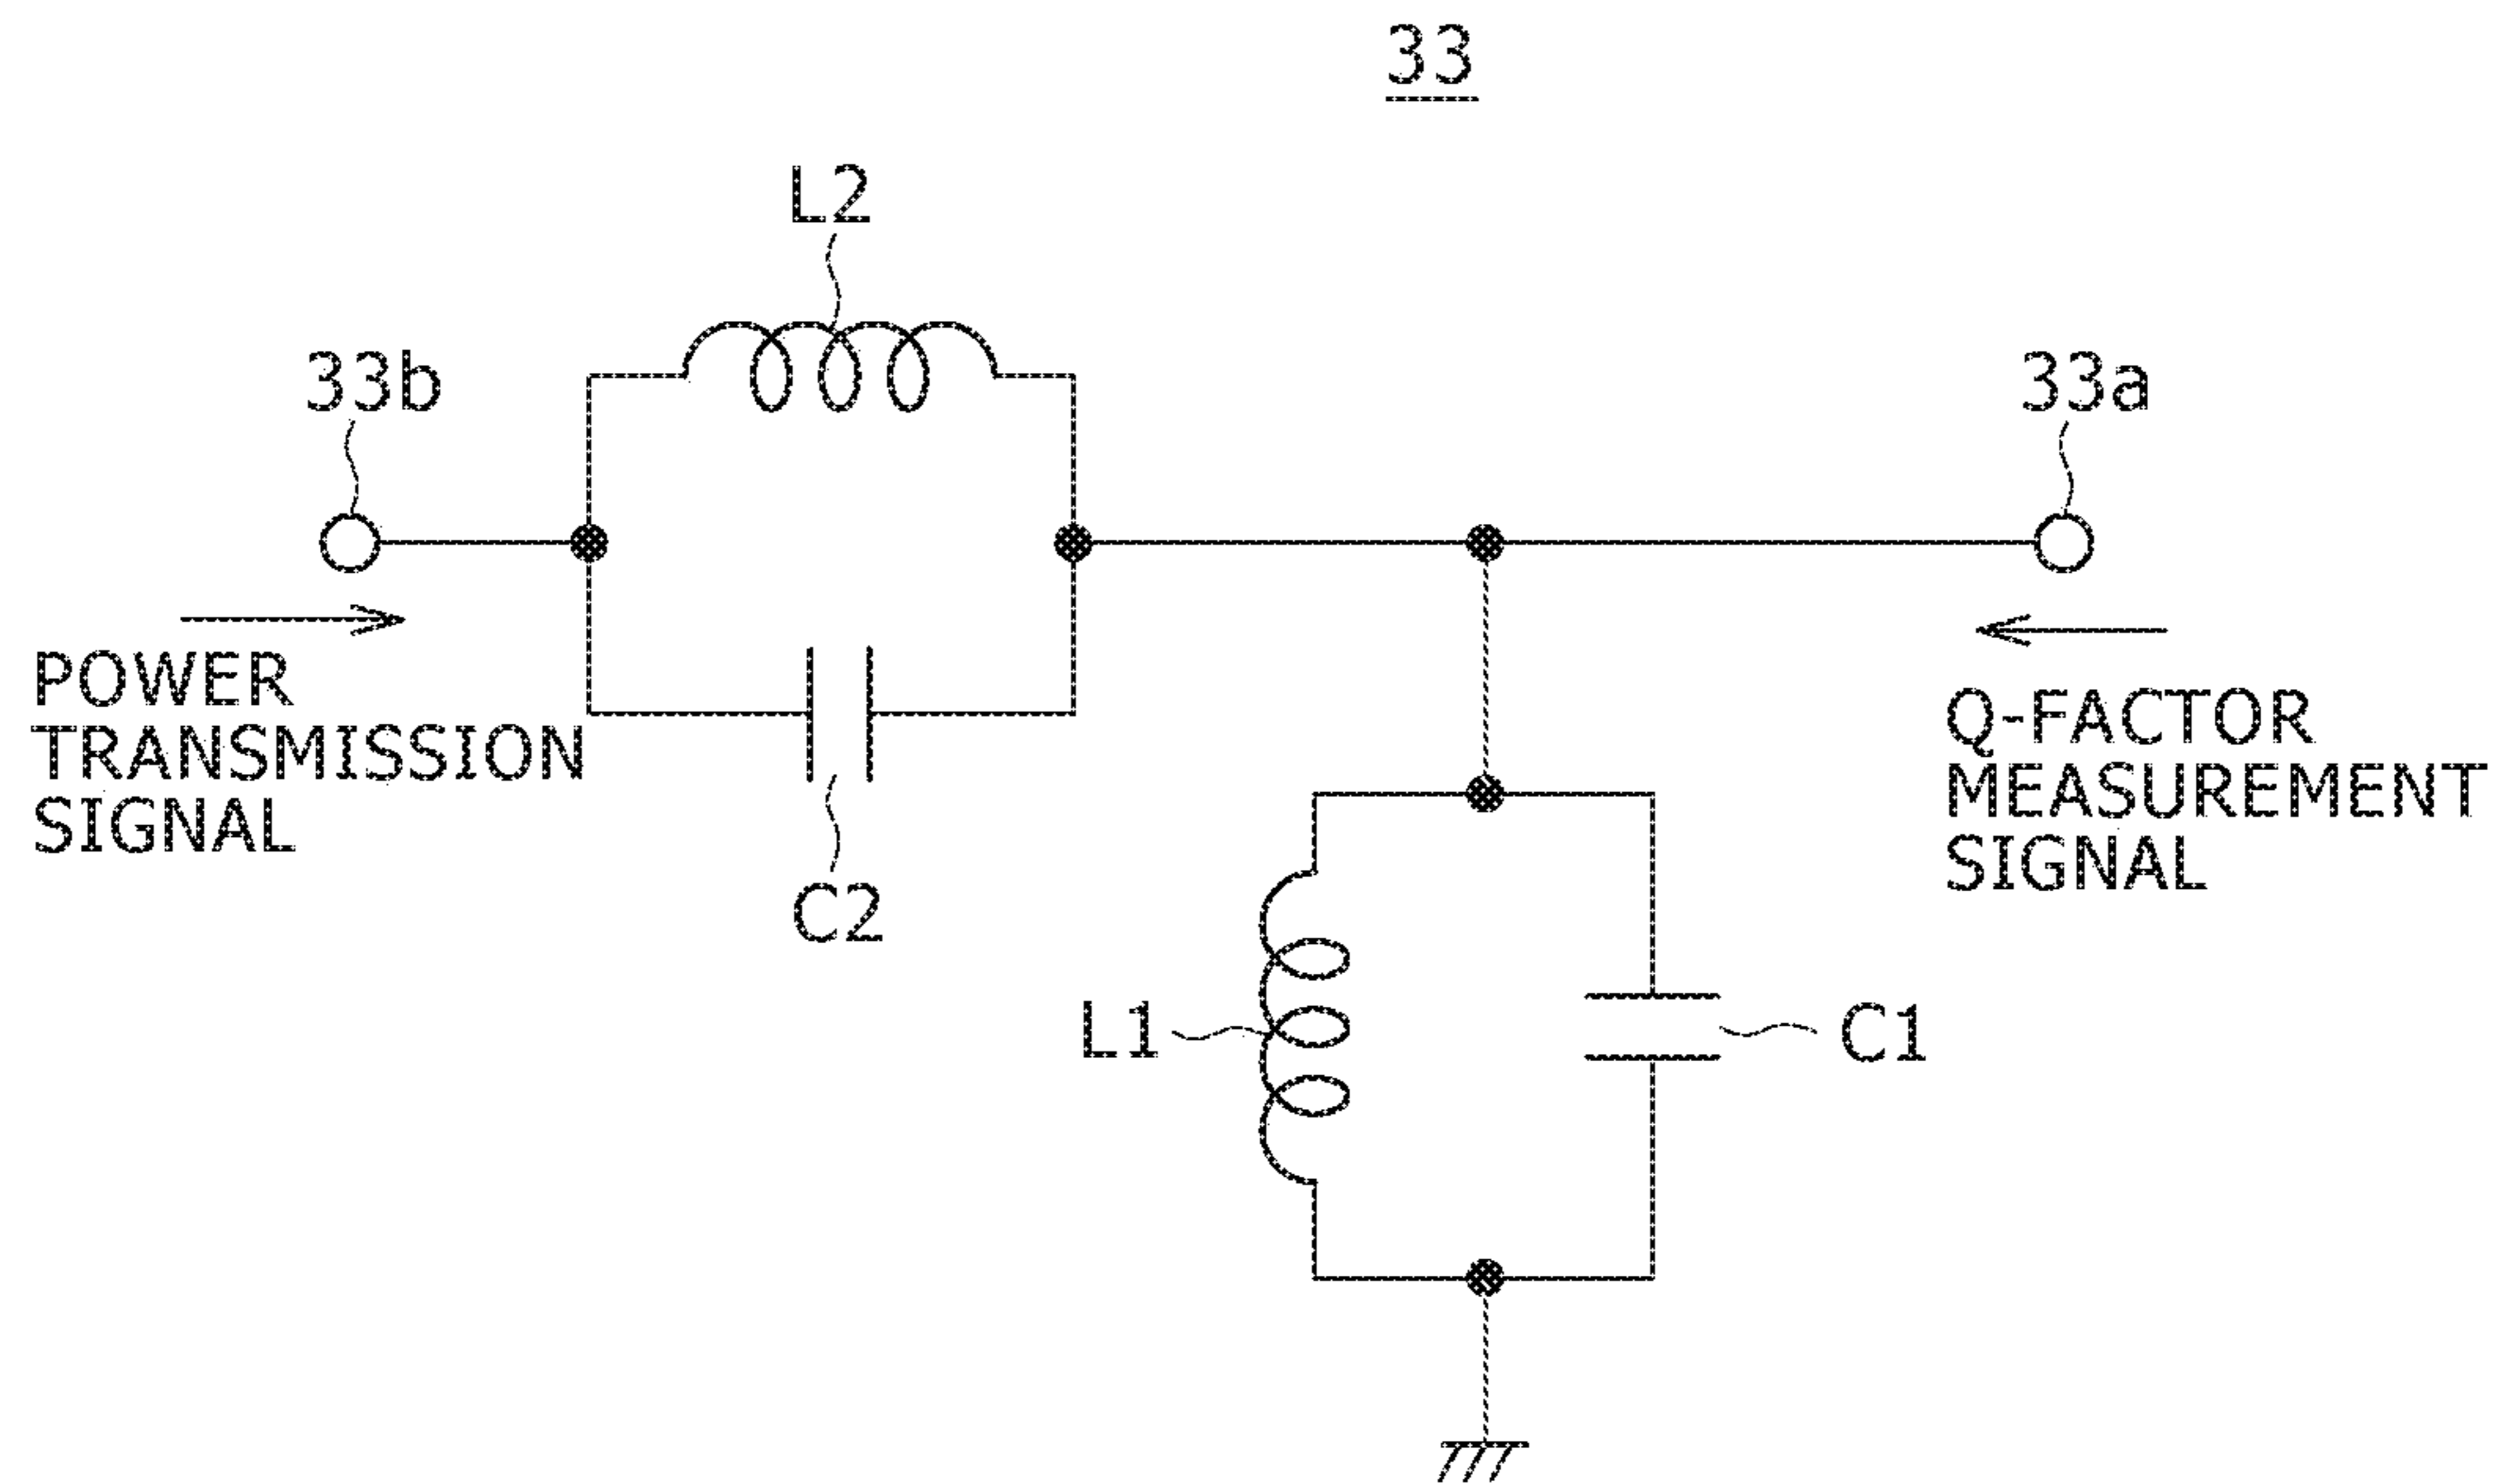 33
L2
33b
33a
POWER
TRANSMISSION
SIGNAL
Q-FACTOR
MEASUREMENT
SIGNAL
C2
L1
C1